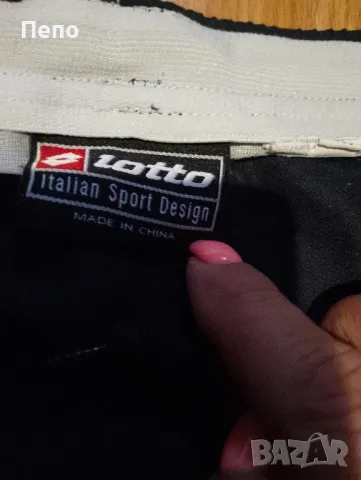 Пепо
lotto
Italian Sport Design
MADE IN CHINA
bazar